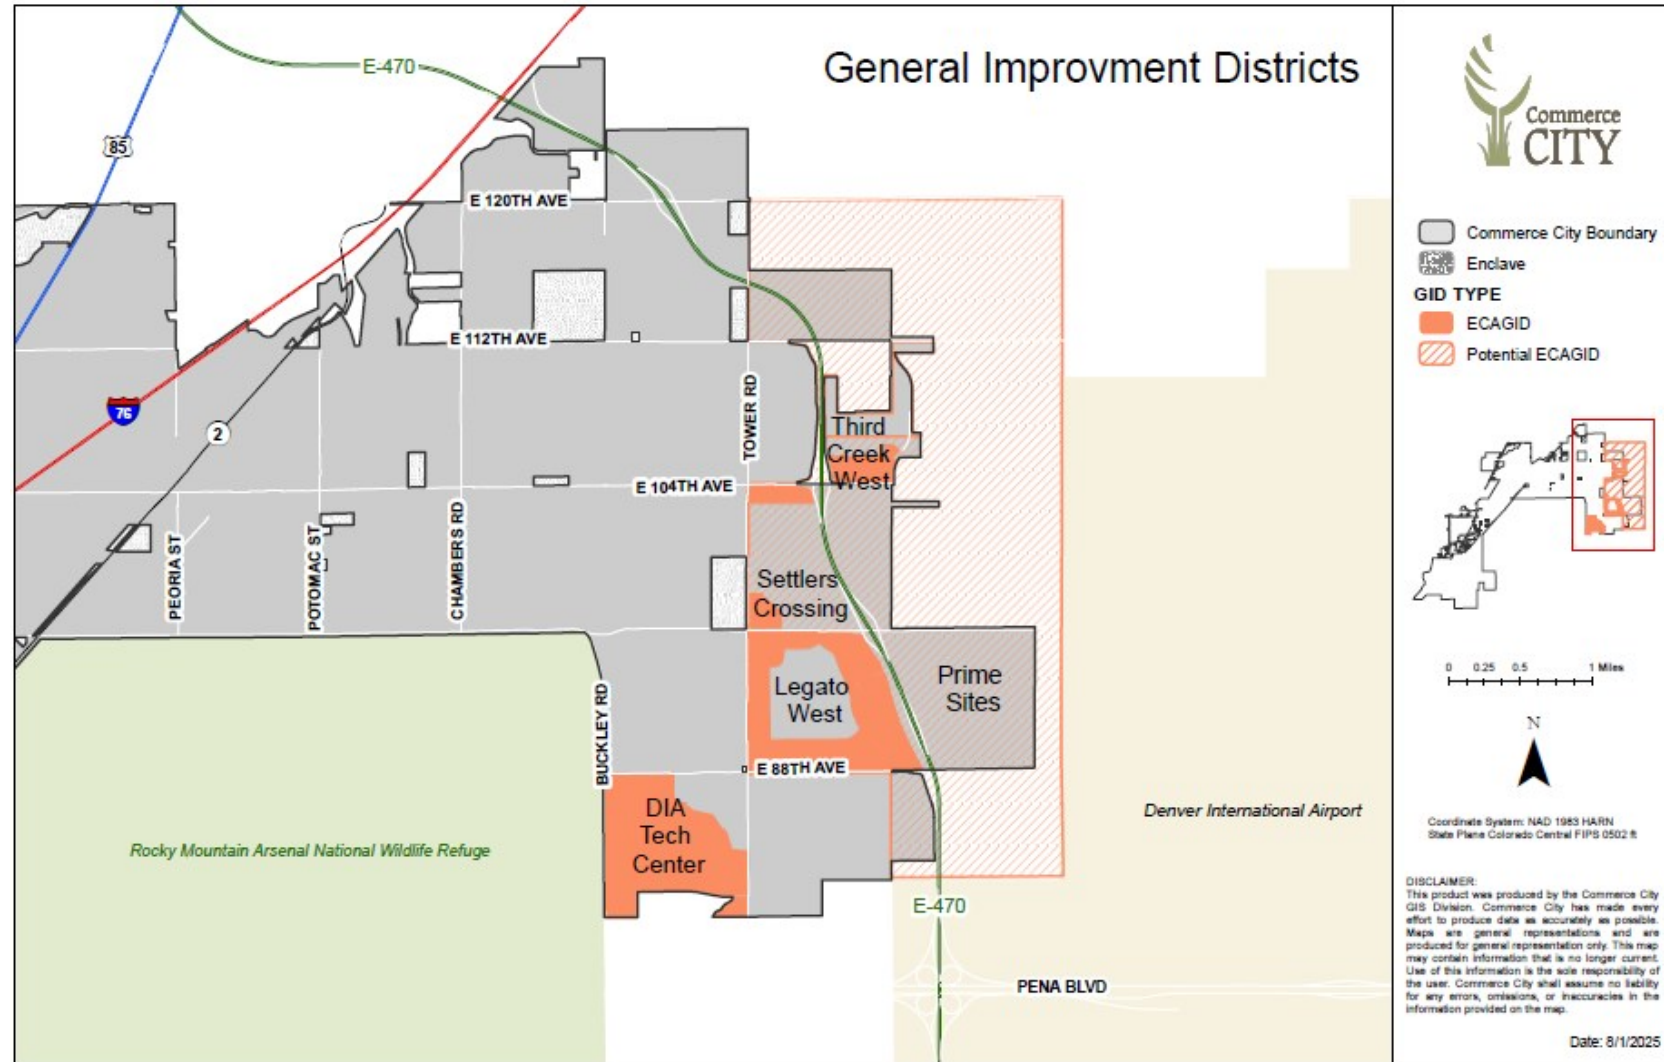 General Improvment Districts
E-470
85
E 120TH AVE
E 112TH AVE
76
2
TOWER RD
Third
Creek
West
E 104TH AVE
PEORIA ST
POTOMAC ST
CHAMBERS RD
Settlers
Crossing
Legato
West
Prime
Sites
BUCKLEY RD
E 88TH AVE
DIA
Tech
Center
Rocky Mountain Arsenal National Wildlife Refuge
Denver International Airport
E-470
PENA BLVD
Commerce
CITY
Commerce City Boundary
Enclave
GID TYPE
ECAGID
Potential ECAGID
0 0.25 0.5 1 Miles
N
Coordinate System: NAD 1983 HARN
State Plane Colorado Central FIPS 0502 ft
DISCLAIMER:
This product was produced by the Commerce City
GIS Division. Commerce City has made every
effort to produce data as accurately as possible.
Maps are general representations and are
produced for general representation only. This map
may contain information that is no longer current.
Use of this information is the sole responsibility of
the user. Commerce City shall assume no liability
for any errors, omissions, or inaccuracies in the
information provided on the map.
Date: 8/1/2025